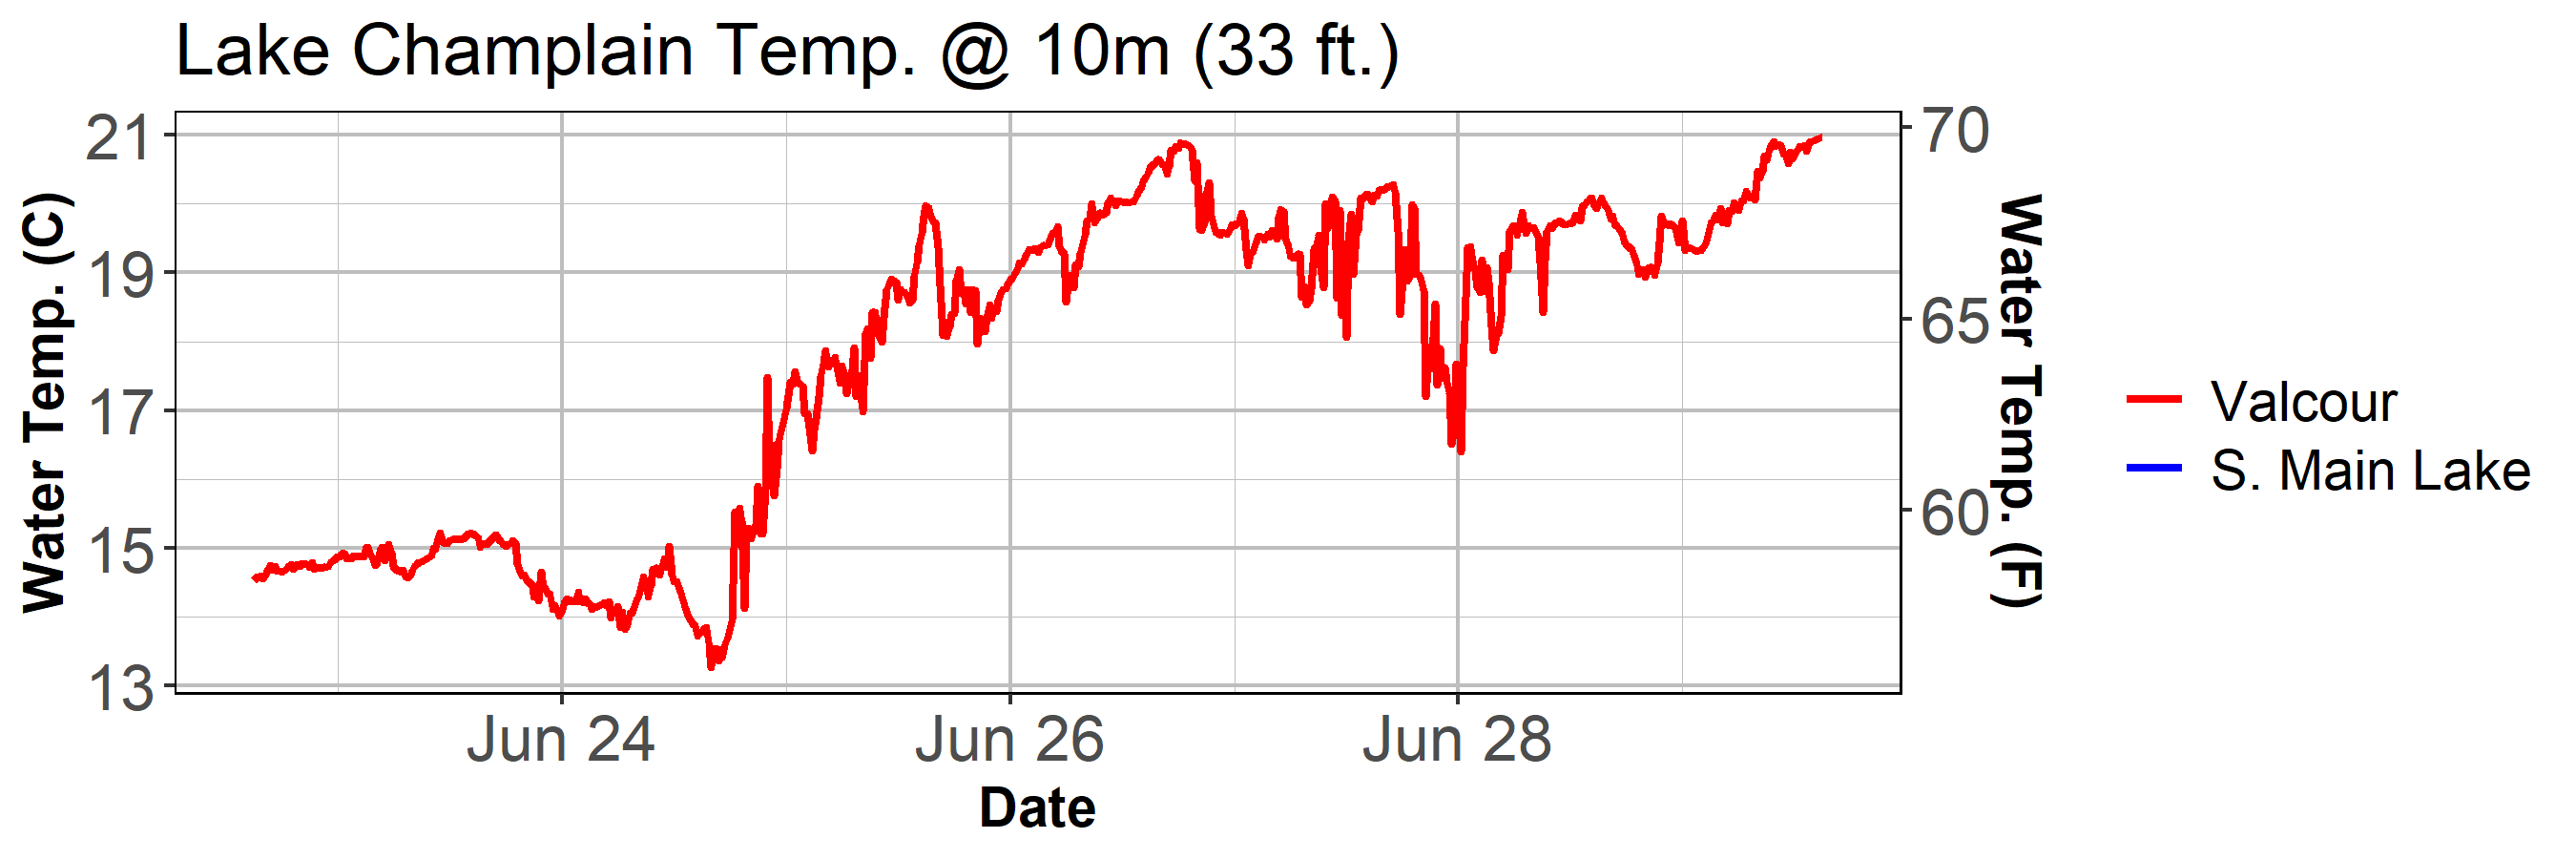 Lake Champlain Temp. @ 10m (33 ft.)
Water Temp. (C)
21
19
17
15
13
70
65
60
Water Temp. (F)
Jun 24
Jun 26
Jun 28
Date
Valcour
S. Main Lake